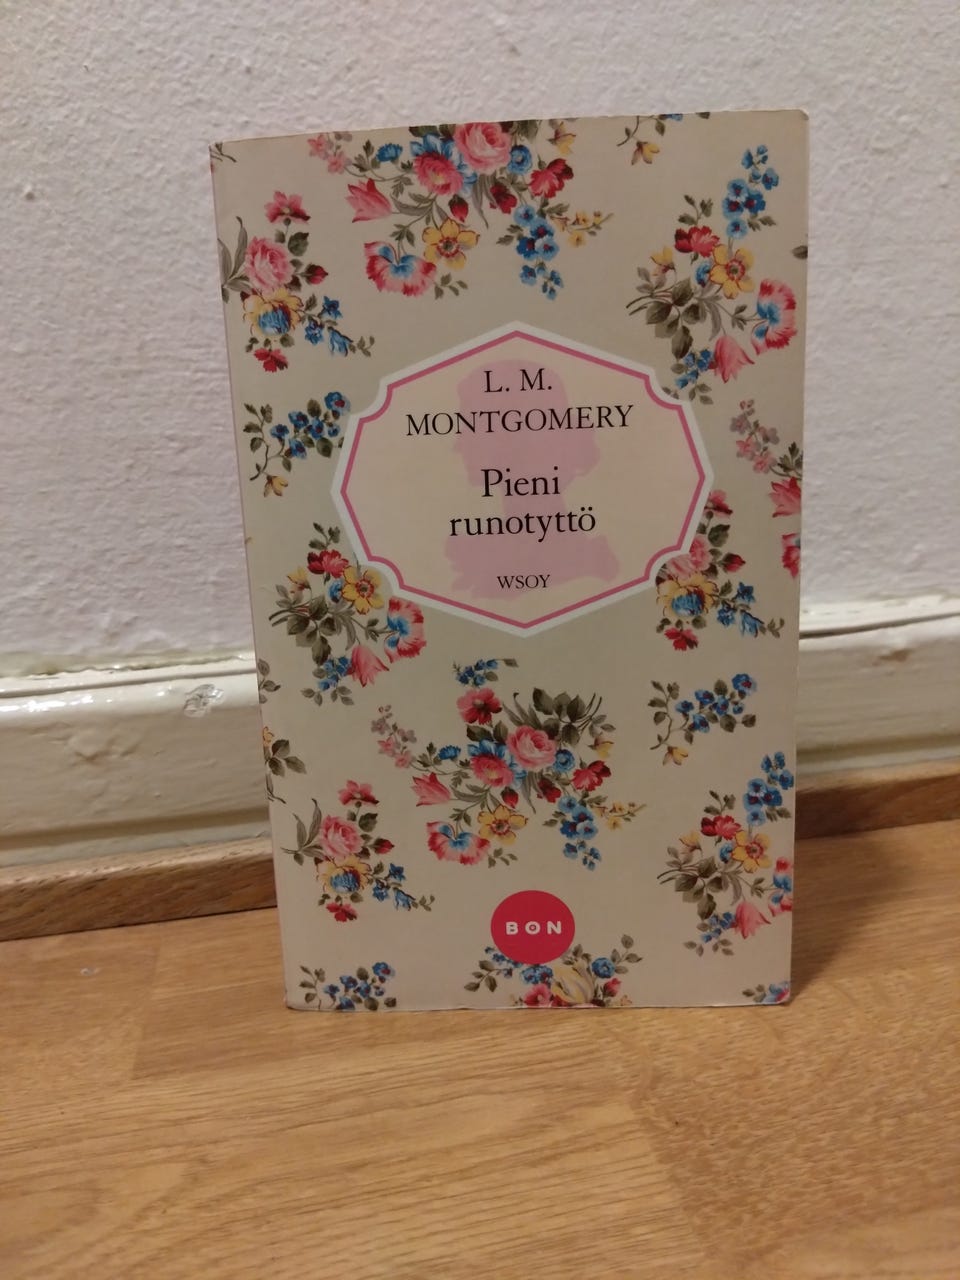 L. M.
MONTGOMERY
Pieni
runotyttö
WSOY
BON